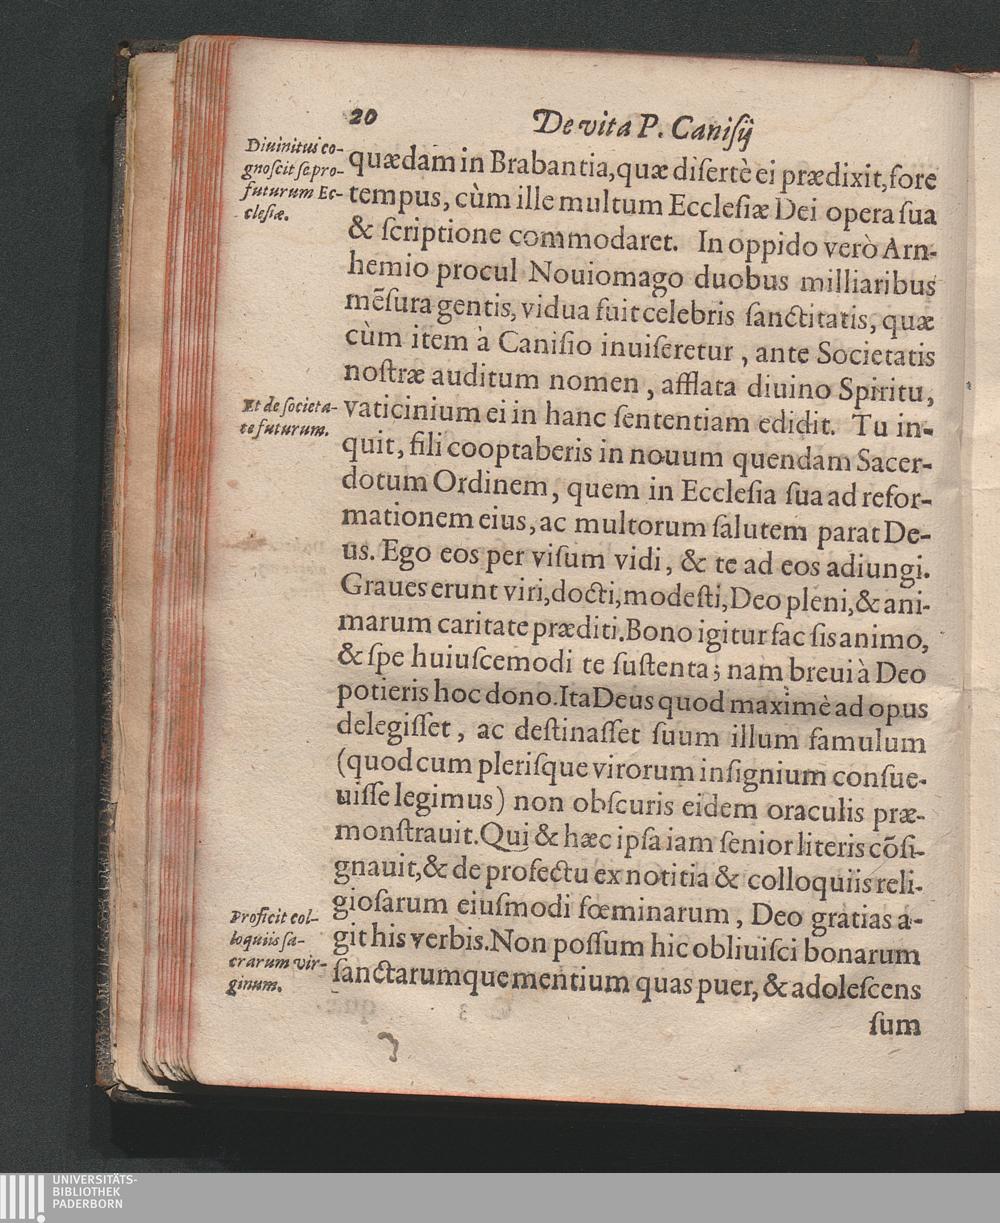 20 De vita P. Canisÿ
Diuinitui co-
gnoscit se pro-
futurum Ec-
clesiæ.
quædam in Brabantia, quæ disertè ei prædixit, fore
tempus, cùm ille multum Ecclesiæ Dei opera sua
& scriptione commodaret. In oppido verò Arn-
hemio procul Nouiomago duobus milliaribus
mēsura gentis, vidua fuit celebris sanctitatis, quæ
cùm item à Canisio inuiseretur, ante Societatis
nostræ auditum nomen, afflata diuino Spiritu,
Et de societa-
te futurum.
vaticinium ei in hanc sententiam edidit. Tu in-
quit, fili cooptaberis in nouum quendam Sacer-
dotum Ordinem, quem in Ecclesia sua ad refor-
mationem eius, ac multorum salutem parat De-
us. Ego eos per visum vidi, & te ad eos adiungi.
Graues erunt viri, docti, modesti, Deo pleni, & ani-
marum caritate præditi. Bono igitur fac sis animo,
& spe huiuscemodi te sustenta; nam breui à Deo
potieris hoc dono. Ita Deus quod maximè ad opus
delegisset, ac destinasset suum illum famulum
(quod cum plerisque virorum insignium consue-
uisse legimus) non obscuris eidem oraculis præ-
monstrauit. Qui & hæc ipsa iam senior literis cōsi-
gnauit, & de profectu ex notitia & colloquiis reli-
giosarum eiusmodi fœminarum, Deo gratias a-
Proficit col-
loquiis sa-
crarum vir-
ginum.
git his verbis. Non possum hic obliuisci bonarum
sanctarumque mentium quas puer, & adolescens
sum
UNIVERSITÄTS-
BIBLIOTHEK
PADERBORN